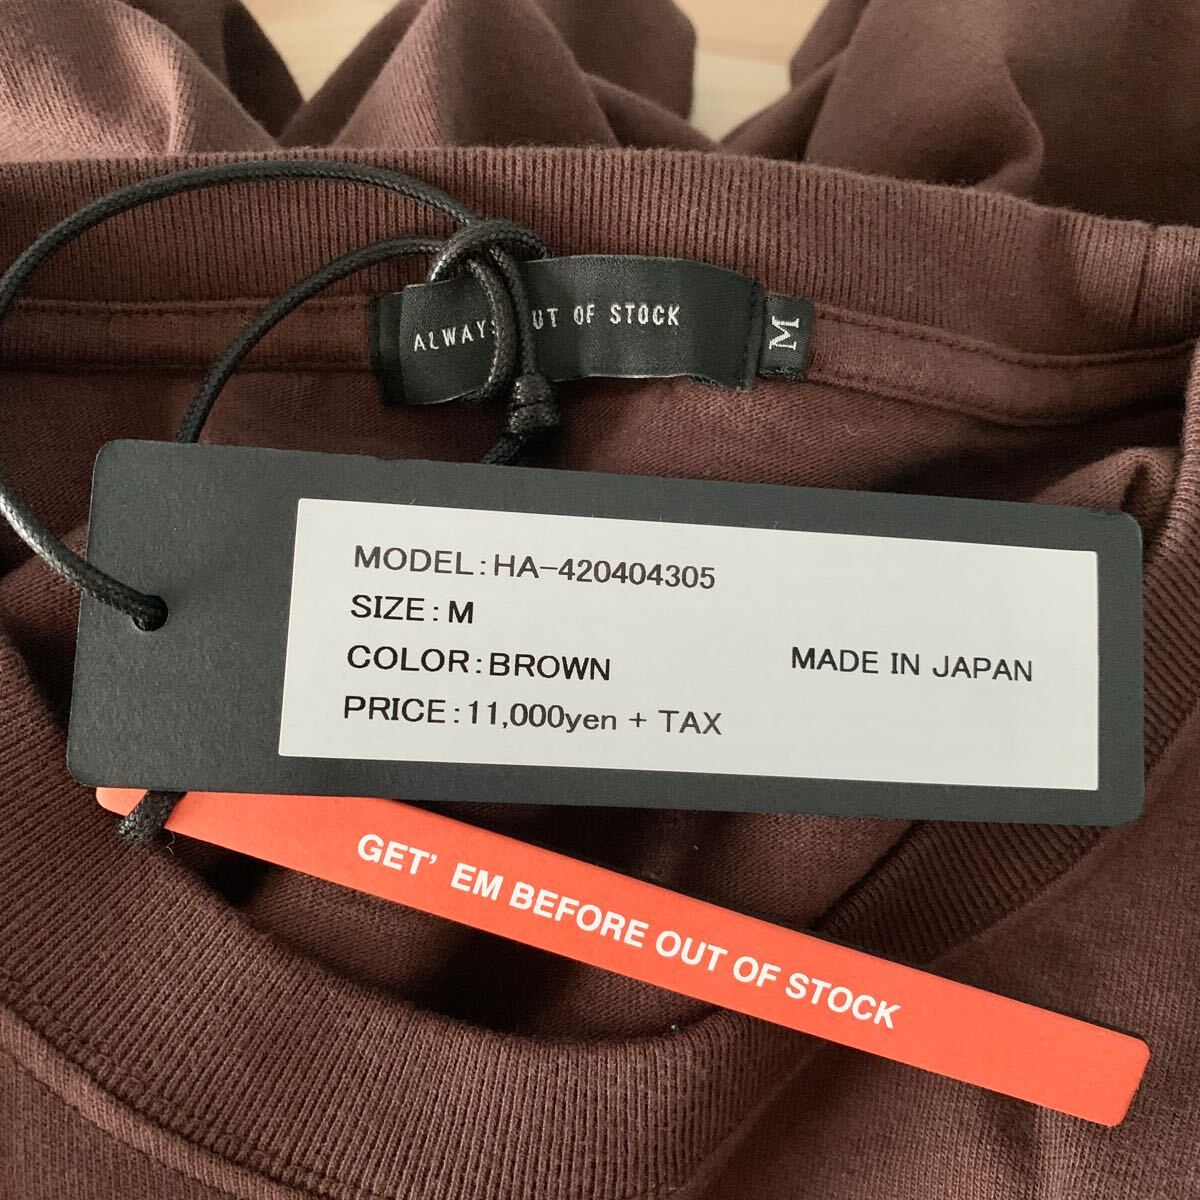 ALWAYS OUT OF STOCK
M
MODEL:HA-420404305
SIZE:M
COLOR:BROWN
MADE IN JAPAN
PRICE:11,000yen + TAX
GET' EM BEFORE OUT OF STOCK